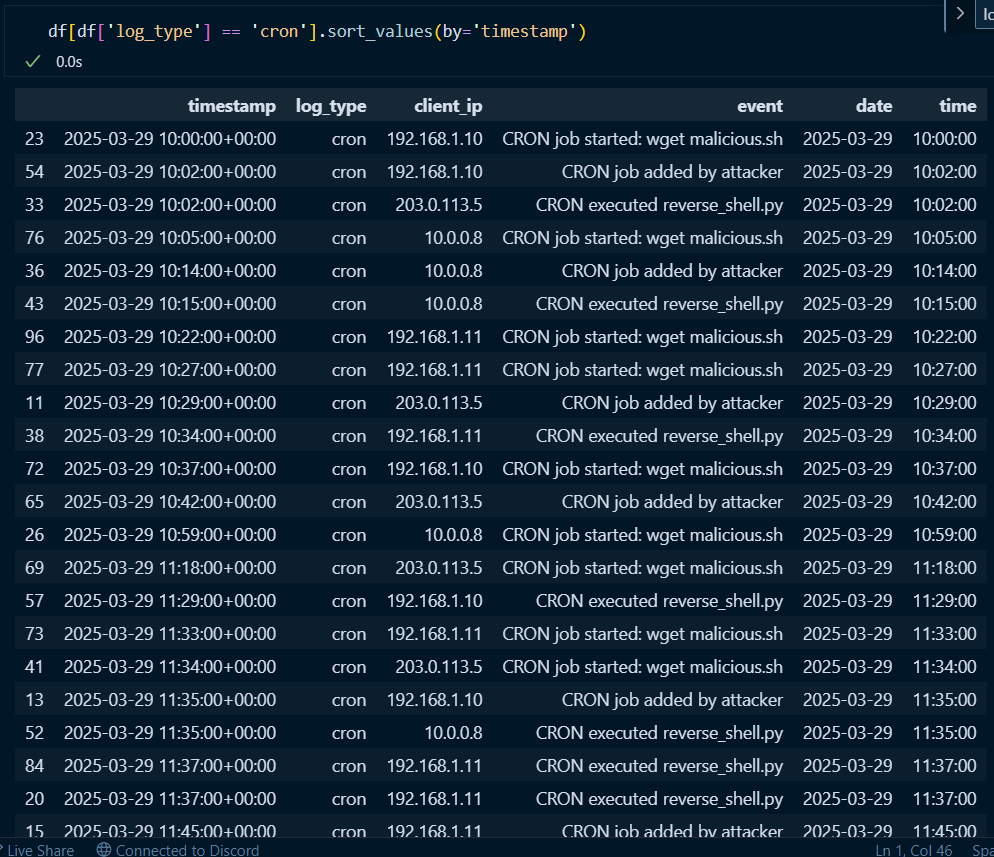 lo
df[df['log_type'] == 'cron'].sort_values(by='timestamp')
0.0s
timestamp log_type client_ip event date time
23 2025-03-29 10:00:00+00:00 cron 192.168.1.10 CRON job started: wget malicious.sh 2025-03-29 10:00:00
54 2025-03-29 10:02:00+00:00 cron 192.168.1.10 CRON job added by attacker 2025-03-29 10:02:00
33 2025-03-29 10:02:00+00:00 cron 203.0.113.5 CRON executed reverse_shell.py 2025-03-29 10:02:00
76 2025-03-29 10:05:00+00:00 cron 10.0.0.8 CRON job started: wget malicious.sh 2025-03-29 10:05:00
36 2025-03-29 10:14:00+00:00 cron 10.0.0.8 CRON job added by attacker 2025-03-29 10:14:00
43 2025-03-29 10:15:00+00:00 cron 10.0.0.8 CRON executed reverse_shell.py 2025-03-29 10:15:00
96 2025-03-29 10:22:00+00:00 cron 192.168.1.11 CRON job started: wget malicious.sh 2025-03-29 10:22:00
77 2025-03-29 10:27:00+00:00 cron 192.168.1.11 CRON job started: wget malicious.sh 2025-03-29 10:27:00
11 2025-03-29 10:29:00+00:00 cron 203.0.113.5 CRON job added by attacker 2025-03-29 10:29:00
38 2025-03-29 10:34:00+00:00 cron 192.168.1.11 CRON executed reverse_shell.py 2025-03-29 10:34:00
72 2025-03-29 10:37:00+00:00 cron 192.168.1.10 CRON job started: wget malicious.sh 2025-03-29 10:37:00
65 2025-03-29 10:42:00+00:00 cron 203.0.113.5 CRON job added by attacker 2025-03-29 10:42:00
26 2025-03-29 10:59:00+00:00 cron 10.0.0.8 CRON job started: wget malicious.sh 2025-03-29 10:59:00
69 2025-03-29 11:18:00+00:00 cron 203.0.113.5 CRON job started: wget malicious.sh 2025-03-29 11:18:00
57 2025-03-29 11:29:00+00:00 cron 192.168.1.10 CRON executed reverse_shell.py 2025-03-29 11:29:00
73 2025-03-29 11:33:00+00:00 cron 192.168.1.11 CRON job started: wget malicious.sh 2025-03-29 11:33:00
41 2025-03-29 11:34:00+00:00 cron 203.0.113.5 CRON job started: wget malicious.sh 2025-03-29 11:34:00
13 2025-03-29 11:35:00+00:00 cron 192.168.1.10 CRON job added by attacker 2025-03-29 11:35:00
52 2025-03-29 11:35:00+00:00 cron 10.0.0.8 CRON executed reverse_shell.py 2025-03-29 11:35:00
84 2025-03-29 11:37:00+00:00 cron 192.168.1.11 CRON executed reverse_shell.py 2025-03-29 11:37:00
20 2025-03-29 11:37:00+00:00 cron 192.168.1.11 CRON executed reverse_shell.py 2025-03-29 11:37:00
15 2025-03-29 11:45:00+00:00 cron 192.168.1.11 CRON job added by attacker 2025-03-29 11:45:00
Live Share Connected to Discord Ln 1, Col 46 Spa